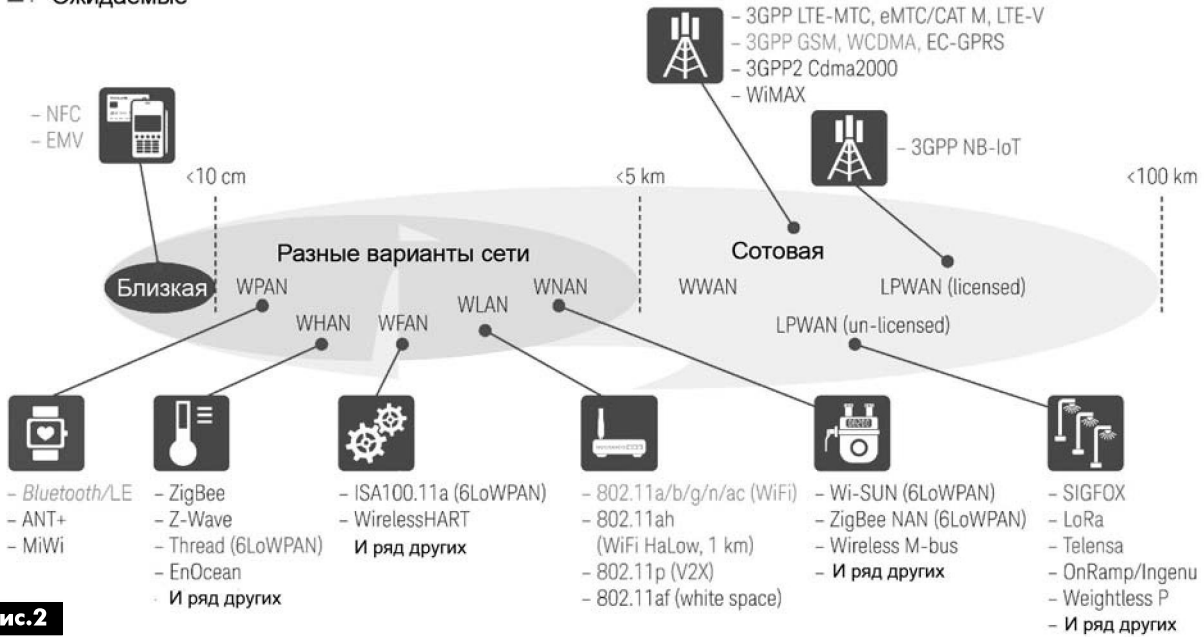 Ожидаемые
– 3GPP LTE-MTC, eMTC/CAT M, LTE-V
– 3GPP GSM, WCDMA, EC-GPRS
– 3GPP2 Cdma2000
– WiMAX
– NFC
– EMV
– 3GPP NB-IoT
<10 cm
<5 km
<100 km
Разные варианты сети
Сотовая
Близкая
WPAN
WHAN
WFAN
WLAN
WNAN
WWAN
LPWAN (licensed)
LPWAN (un-licensed)
– Bluetooth/LE
– ANT+
– MiWi
– ZigBee
– Z-Wave
– Thread (6LoWPAN)
– EnOcean
И ряд других
– ISA100.11a (6LoWPAN)
– WirelessHART
И ряд других
– 802.11a/b/g/n/ac (WiFi)
– 802.11ah
(WiFi HaLow, 1 km)
– 802.11p (V2X)
– 802.11af (white space)
– Wi-SUN (6LoWPAN)
– ZigBee NAN (6LoWPAN)
– Wireless M-bus
– И ряд других
– SIGFOX
– LoRa
– Telensa
– OnRamp/Ingenu
– Weightless P
– И ряд других
ис.2